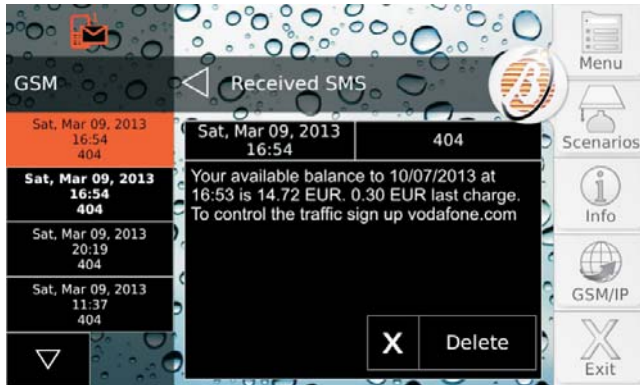 GSM
Received SMS
Sat, Mar 09, 2013
16:54
404
Sat, Mar 09, 2013
16:54
404
Sat, Mar 09, 2013
20:19
404
Sat, Mar 09, 2013
11:37
404
Sat, Mar 09, 2013
16:54
404
Your available balance to 10/07/2013 at
16:53 is 14.72 EUR. 0.30 EUR last charge.
To control the traffic sign up vodafone.com
X Delete
Menu
Scenarios
Info
GSM/IP
Exit